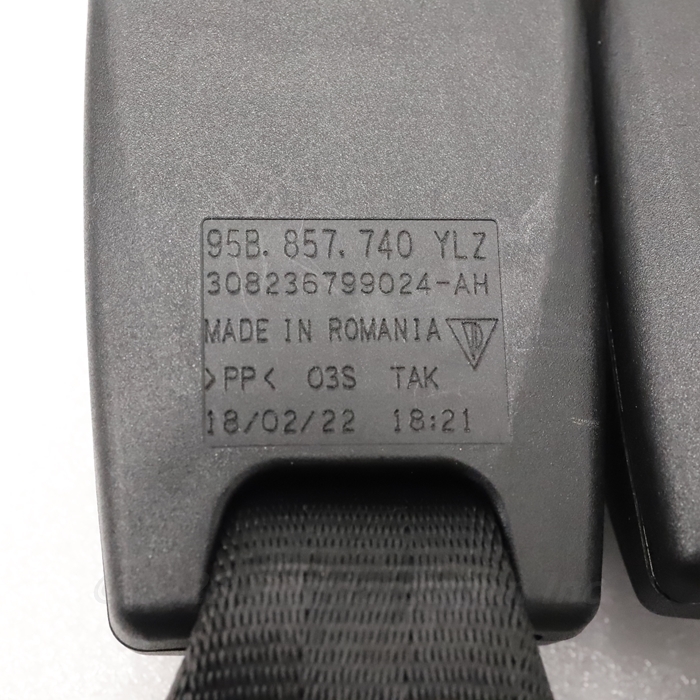 95B. 857. 740 YLZ
308236799024-AH
MADE IN ROMANIA
>PP< 03S TAK
18/02/22 18:21